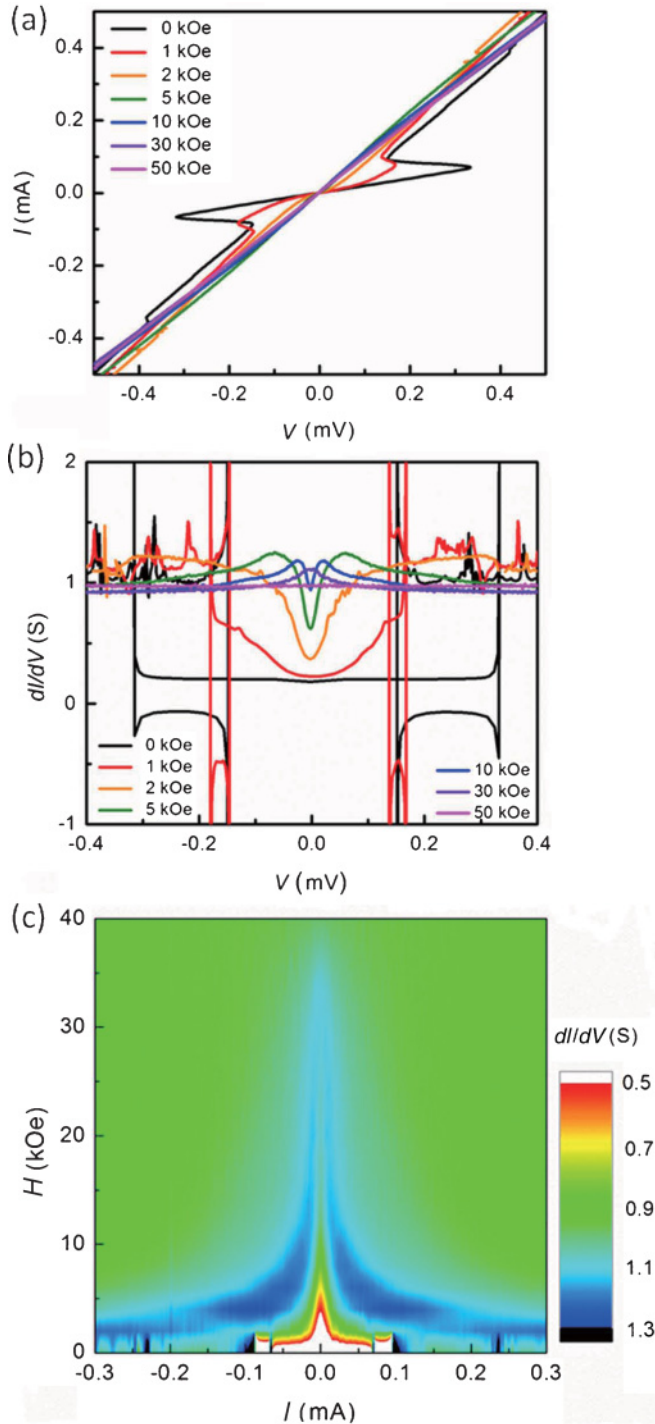 (a)
0 kOe
1 kOe
2 kOe
5 kOe
10 kOe
30 kOe
50 kOe
0.4
0.2
0.0
-0.2
-0.4
I (mA)
-0.4 -0.2 0.0 0.2 0.4
V (mV)
(b)
2
1
0
-1
dI/dV (S)
0 kOe
1 kOe
2 kOe
5 kOe
10 kOe
30 kOe
50 kOe
-0.4 -0.2 0.0 0.2 0.4
V (mV)
(c)
40
30
20
10
0
H (kOe)
-0.3 -0.2 -0.1 0.0 0.1 0.2 0.3
I (mA)
dI/dV (S)
0.5
0.7
0.9
1.1
1.3